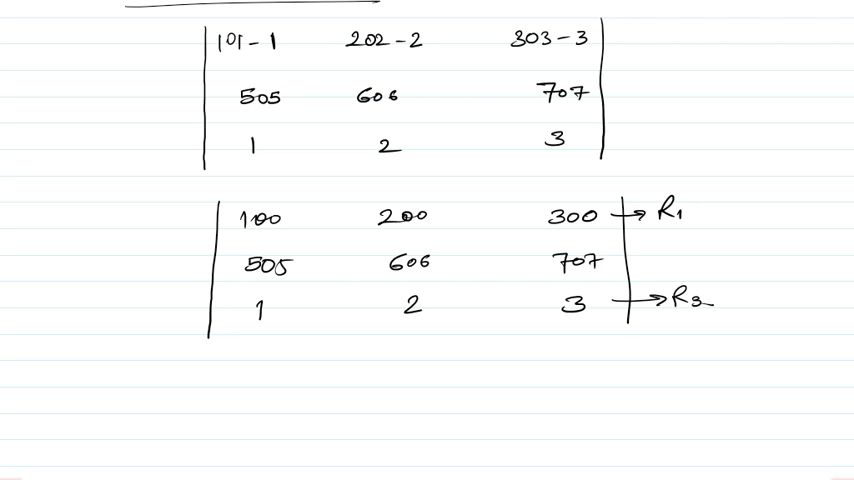 101-1 202-2 303-3
505 606 707
1 2 3
100 200 300 → R1
505 606 707
1 2 3 → R3